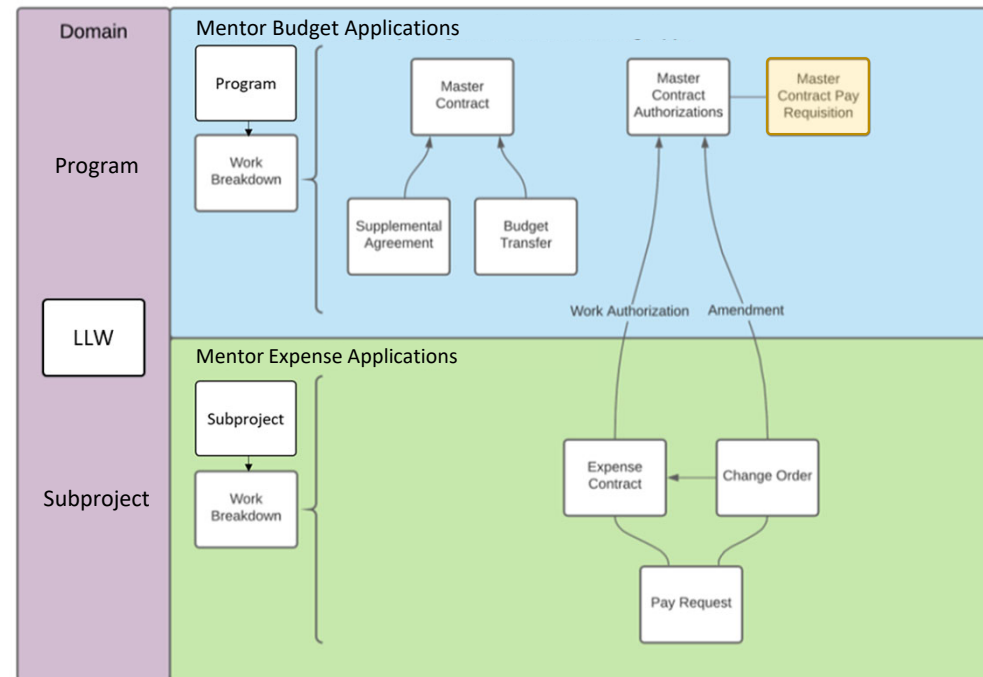 Domain
Program
LLW
Subproject
Mentor Budget Applications
Program
Work
Breakdown
Master
Contract
Supplemental
Agreement
Budget
Transfer
Master
Contract
Authorizations
Master
Contract Pay
Requisition
Work Authorization
Amendment
Mentor Expense Applications
Subproject
Work
Breakdown
Expense
Contract
Change Order
Pay Request